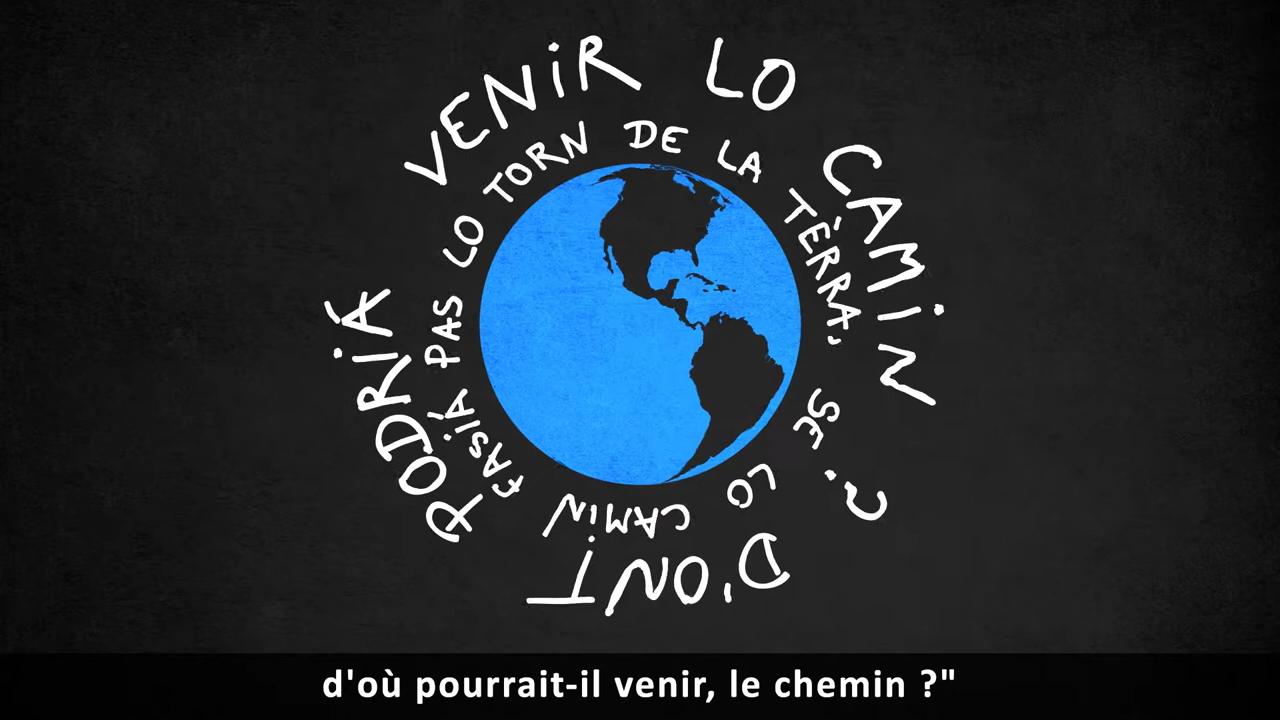 SE LO CAMIN FASIÁ PAS LO TORN DE LA TÈRRA,
D'ONT PODRIÁ VENIR LO CAMIN ?
d'où pourrait-il venir, le chemin ?"